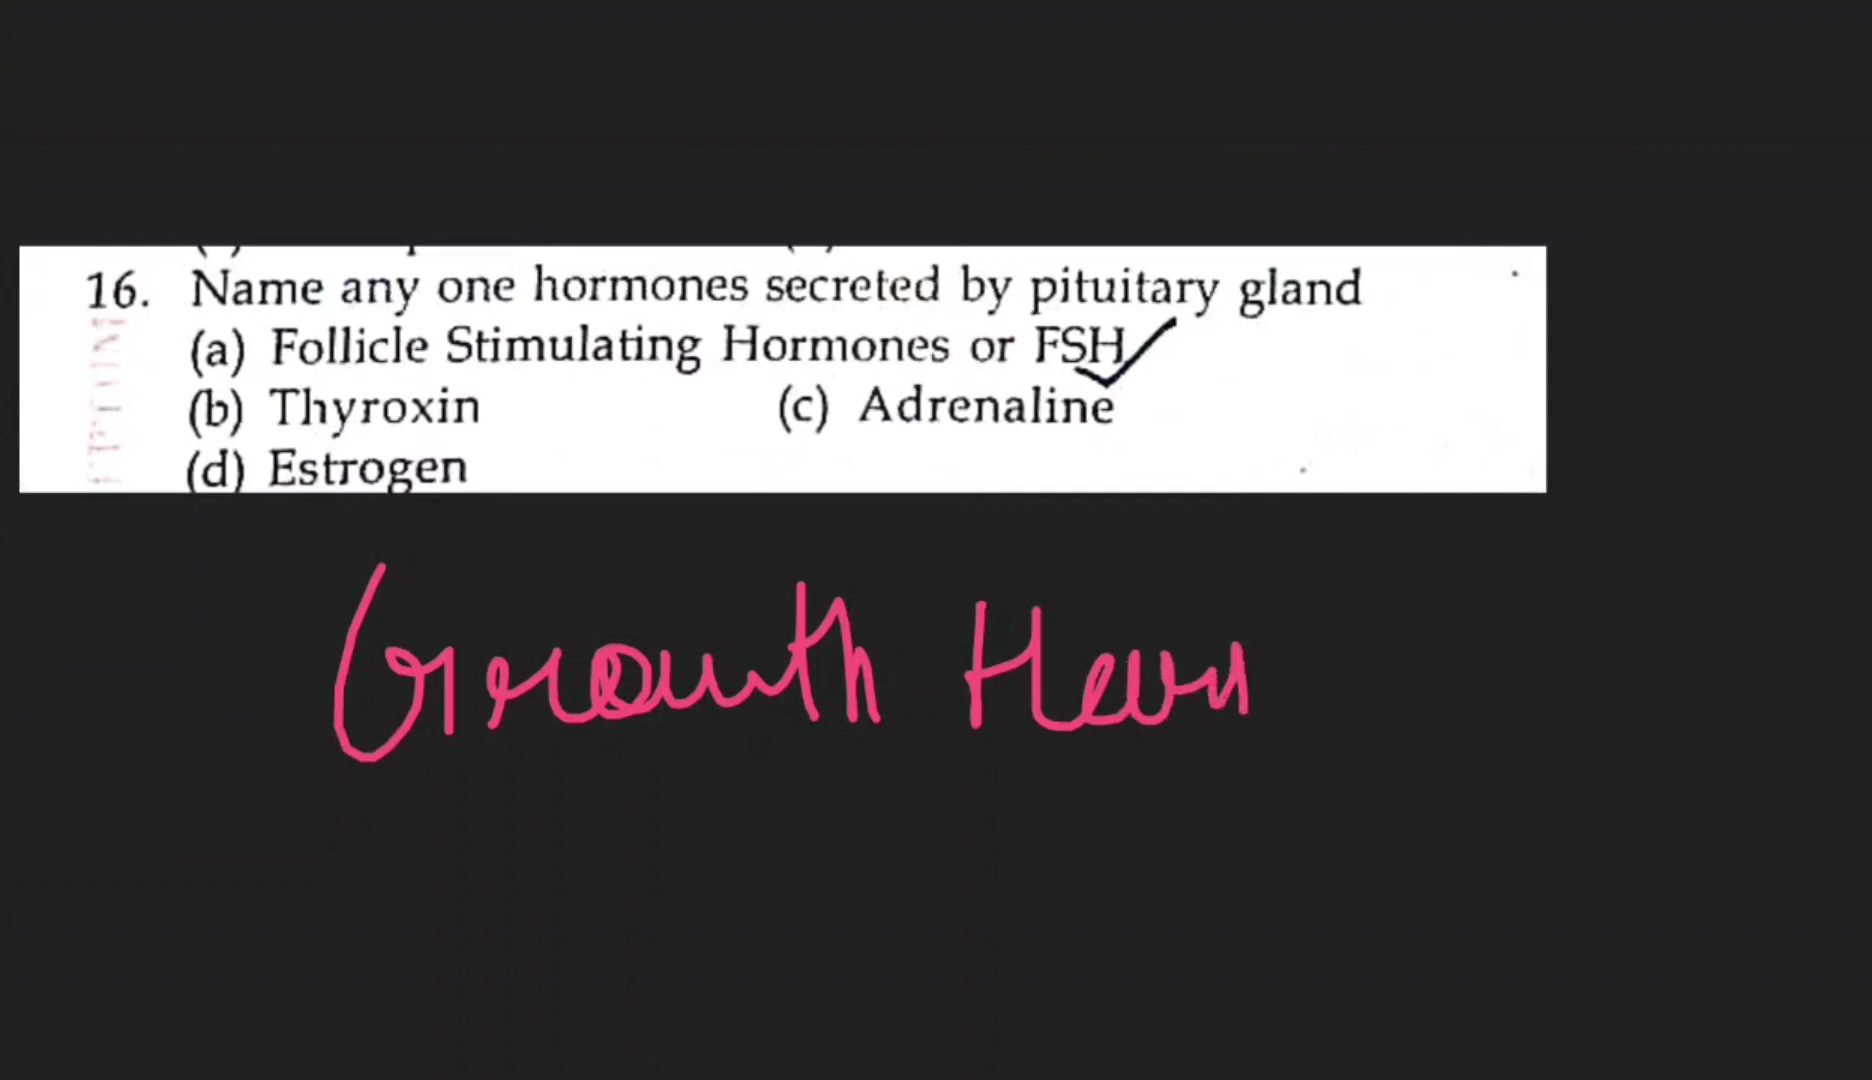 16. Name any one hormones secreted by pituitary gland
(a) Follicle Stimulating Hormones or FSH
(b) Thyroxin (c) Adrenaline
(d) Estrogen
Growth